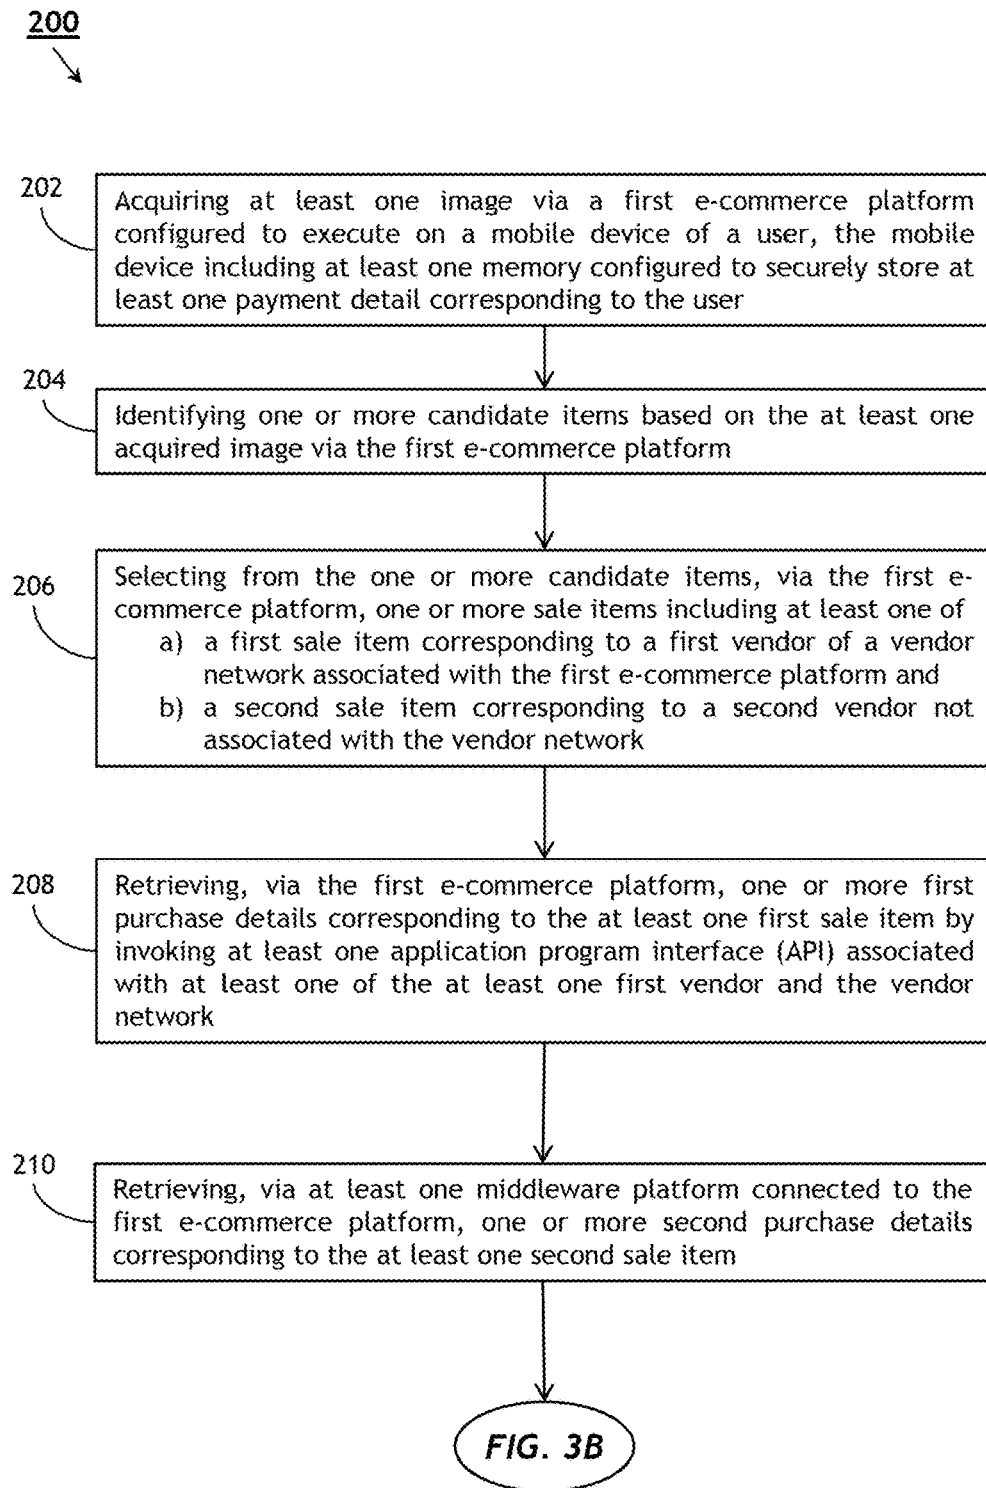 200
202
Acquiring at least one image via a first e-commerce platform
configured to execute on a mobile device of a user, the mobile
device including at least one memory configured to securely store at
least one payment detail corresponding to the user
204
Identifying one or more candidate items based on the at least one
acquired image via the first e-commerce platform
206
Selecting from the one or more candidate items, via the first e-
commerce platform, one or more sale items including at least one of
a) a first sale item corresponding to a first vendor of a vendor
network associated with the first e-commerce platform and
b) a second sale item corresponding to a second vendor not
associated with the vendor network
208
Retrieving, via the first e-commerce platform, one or more first
purchase details corresponding to the at least one first sale item by
invoking at least one application program interface (API) associated
with at least one of the at least one first vendor and the vendor
network
210
Retrieving, via at least one middleware platform connected to the
first e-commerce platform, one or more second purchase details
corresponding to the at least one second sale item
FIG. 3B